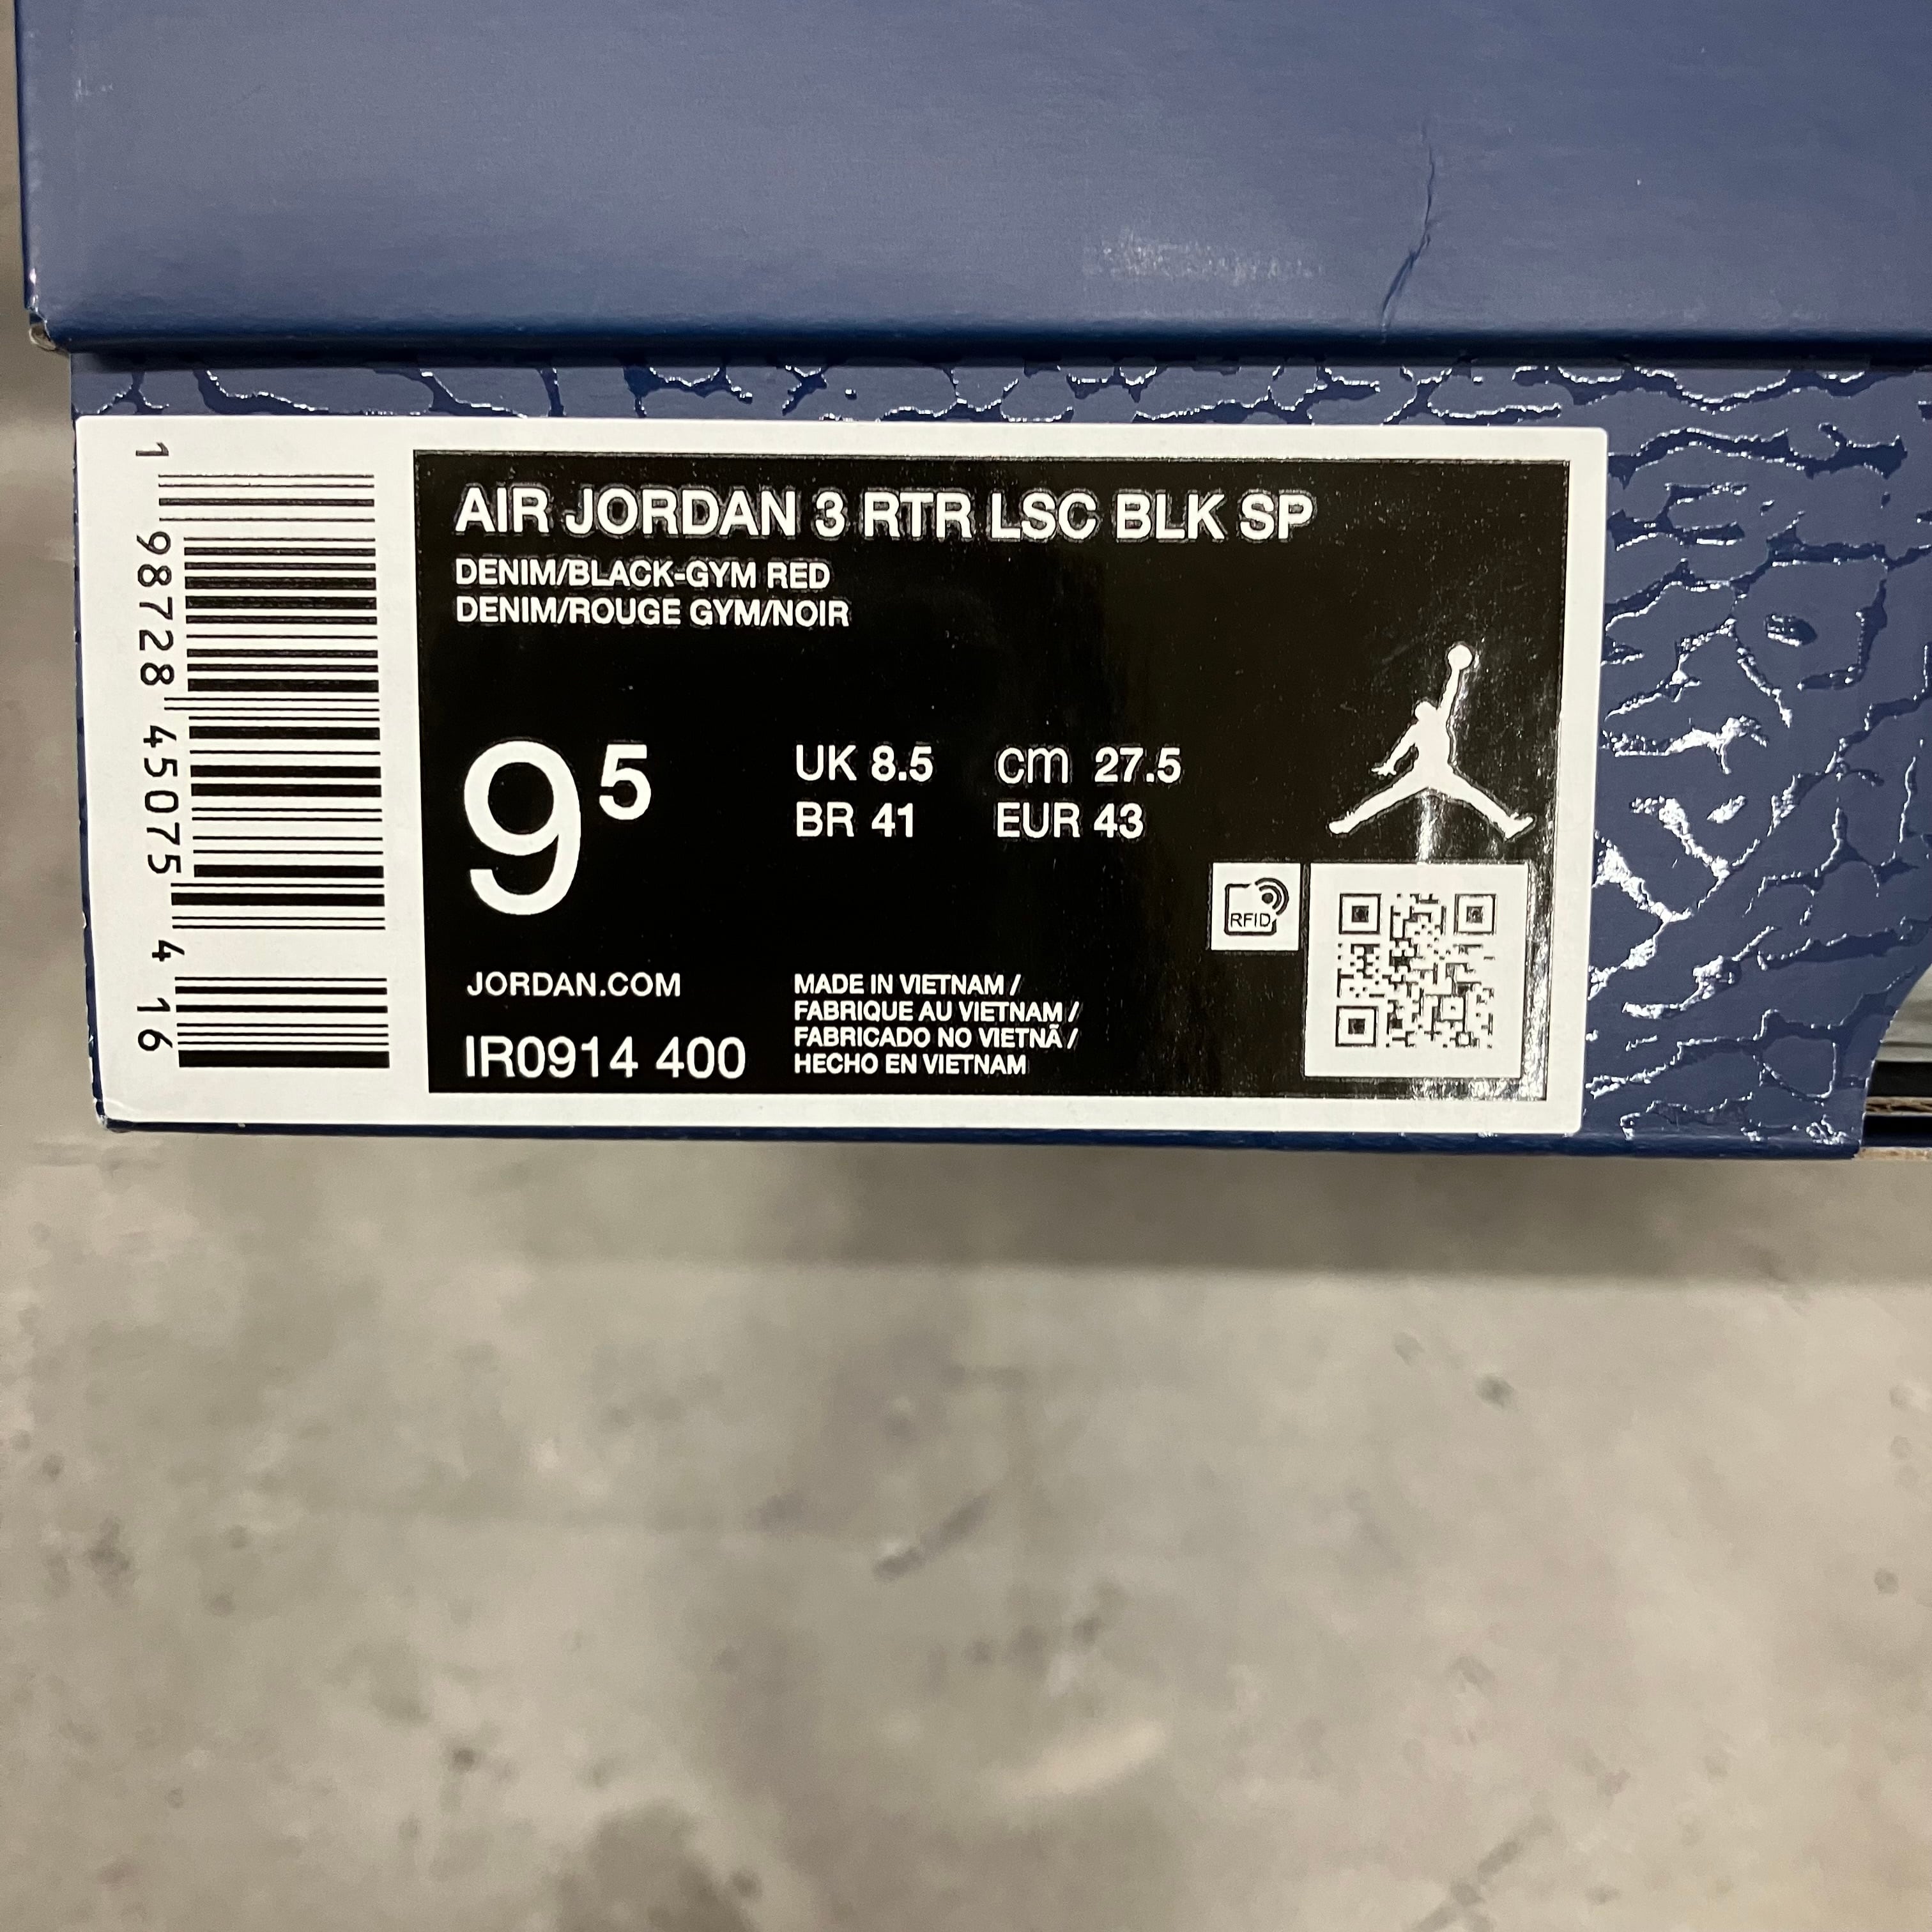 1 98728 45075 4 16
AIR JORDAN 3 RTR LSC BLK SP
DENIM/BLACK-GYM RED
DENIM/ROUGE GYM/NOIR
9 5
UK 8.5 cm 27.5
BR 41 EUR 43
RFID
JORDAN.COM
IR0914 400
MADE IN VIETNAM /
FABRIQUE AU VIETNAM /
FABRICADO NO VIETNÃ /
HECHO EN VIETNAM